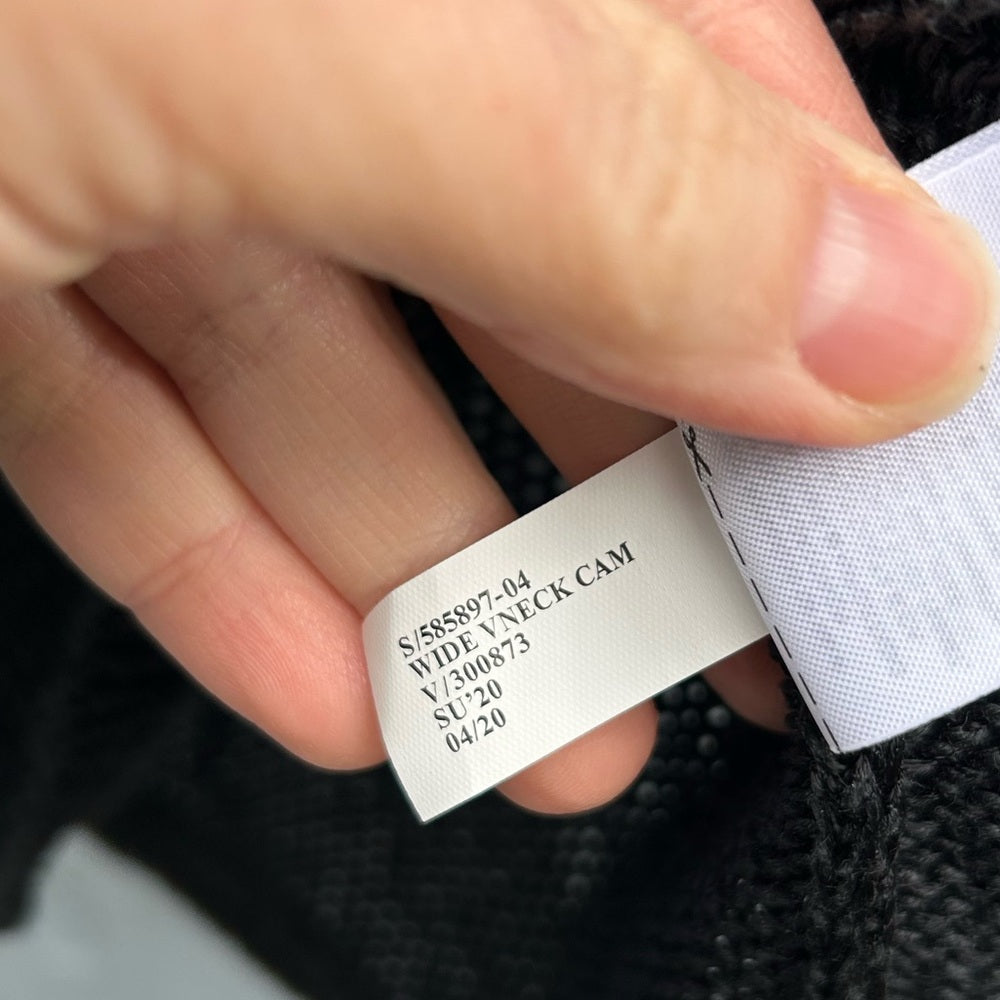 S/585897-04
WIDE VNECK CAM
V/300873
SU'20
04/20